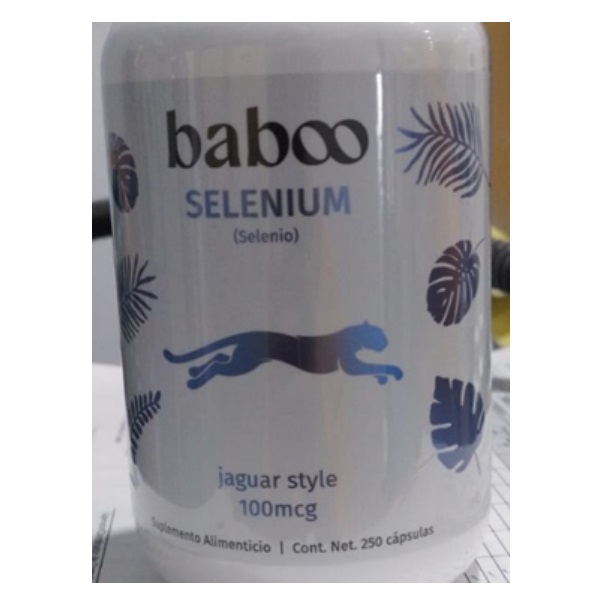 baboo
SELENIUM
(Selenio)
jaguar style
100mcg
Suplemento Alimenticio | Cont. Net. 250 cápsulas